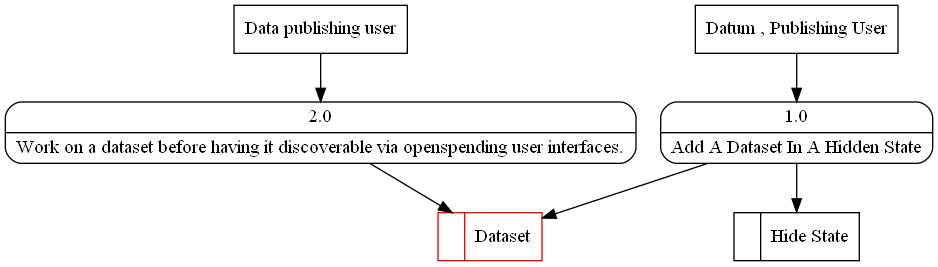 Data publishing user
Datum , Publishing User
2.0
Work on a dataset before having it discoverable via openspending user interfaces.
1.0
Add A Dataset In A Hidden State
Dataset
Hide State